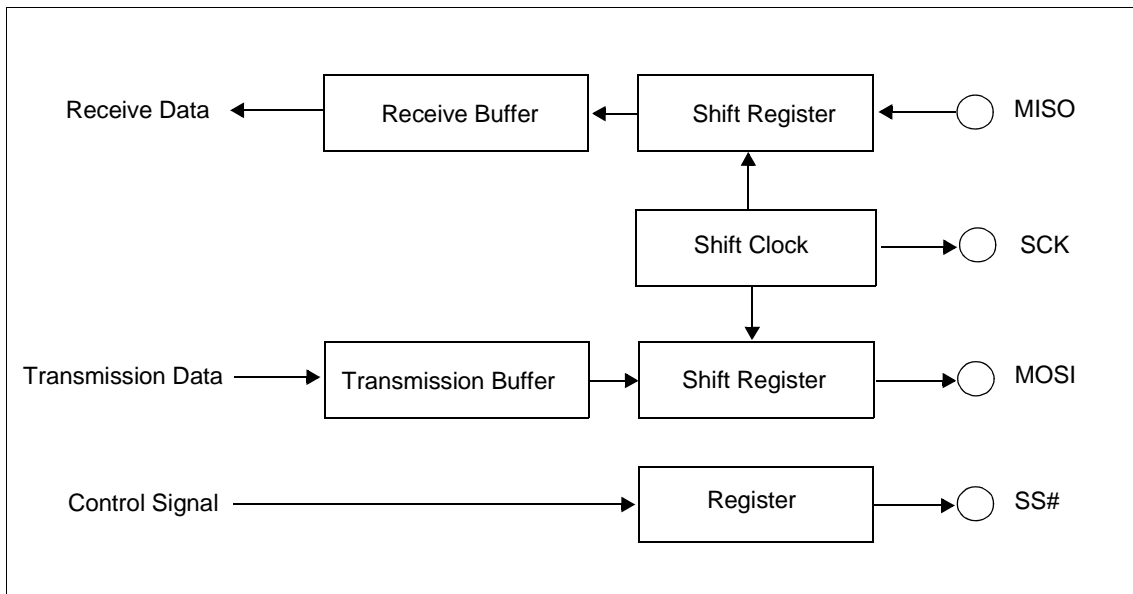 Receive Data
Receive Buffer
Shift Register
MISO
Shift Clock
SCK
Transmission Data
Transmission Buffer
Shift Register
MOSI
Control Signal
Register
SS#